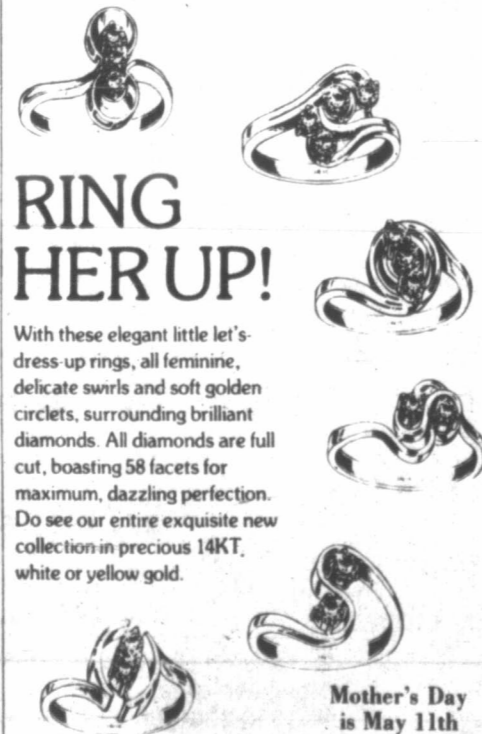 RING
HER UP!
With these elegant little let's-
dress-up rings, all feminine,
delicate swirls and soft golden
circlets, surrounding brilliant
diamonds. All diamonds are full
cut, boasting 58 facets for
maximum, dazzling perfection.
Do see our entire exquisite new
collection in precious 14KT.
white or yellow gold.
Mother's Day
is May 11th